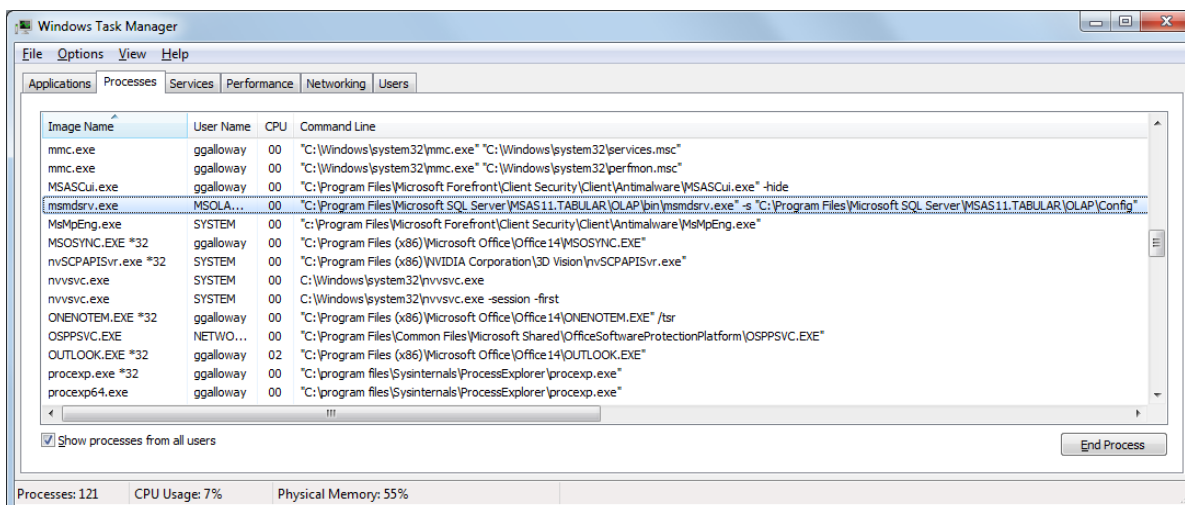 Windows Task Manager
File Options View Help
Applications Processes Services Performance Networking Users
Image Name User Name CPU Command Line
mmc.exe ggalloway 00 "C:\Windows\system32\mmc.exe" "C:\Windows\system32\services.msc"
mmc.exe ggalloway 00 "C:\Windows\system32\mmc.exe" "C:\Windows\system32\perfmon.msc"
MSASCui.exe ggalloway 00 "C:\Program Files\Microsoft Forefront\Client Security\Client\Antimalware\MSASCui.exe" -hide
msmdsrv.exe MSOLA... 00 "C:\Program Files\Microsoft SQL Server\MSAS11.TABULAR\OLAP\bin\msmdsrv.exe" -s "C:\Program Files\Microsoft SQL Server\MSAS11.TABULAR\OLAP\Config"
MsMpEng.exe SYSTEM 00 "c:\Program Files\Microsoft Forefront\Client Security\Client\Antimalware\MsMpEng.exe"
MSOSYNC.EXE *32 ggalloway 00 "C:\Program Files (x86)\Microsoft Office\Office14\MSOSYNC.EXE"
nvSCPAPISvr.exe *32 SYSTEM 00 "C:\Program Files (x86)\NVIDIA Corporation\3D Vision\nvSCPAPISvr.exe"
nvvsvc.exe SYSTEM 00 C:\Windows\system32\nvvsvc.exe
nvvsvc.exe SYSTEM 00 C:\Windows\system32\nvvsvc.exe -session -first
ONENOTEM.EXE *32 ggalloway 00 "C:\Program Files (x86)\Microsoft Office\Office14\ONENOTEM.EXE" /tsr
OSPPSVC.EXE NETWO... 00 "C:\Program Files\Common Files\Microsoft Shared\OfficeSoftwareProtectionPlatform\OSPPSVC.EXE"
OUTLOOK.EXE *32 ggalloway 02 "C:\Program Files (x86)\Microsoft Office\Office14\OUTLOOK.EXE"
procexp.exe *32 ggalloway 00 "C:\program files\Sysinternals\ProcessExplorer\procexp.exe"
procexp64.exe ggalloway 00 "C:\program files\Sysinternals\ProcessExplorer\procexp.exe"
Show processes from all users
End Process
Processes: 121 CPU Usage: 7% Physical Memory: 55%